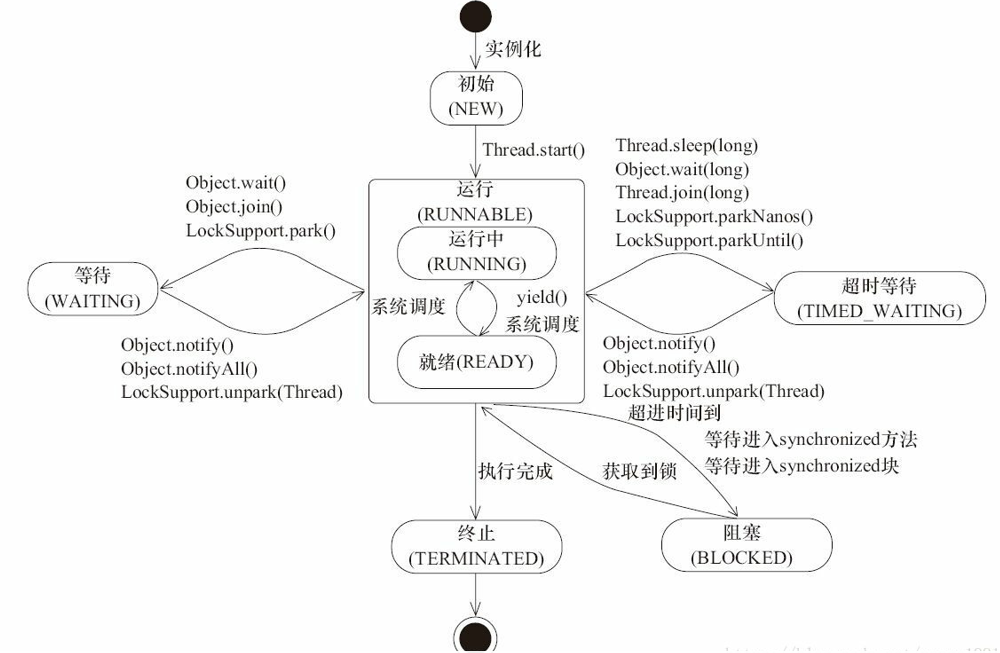 实例化
初始
(NEW)
Thread.start()
Thread.sleep(long)
Object.wait(long)
Thread.join(long)
LockSupport.parkNanos()
LockSupport.parkUntil()
Object.wait()
Object.join()
LockSupport.park()
运行
(RUNNABLE)
运行中
(RUNNING)
等待
(WAITING)
超时等待
(TIMED_WAITING)
系统调度
yield()
系统调度
就绪(READY)
Object.notify()
Object.notifyAll()
LockSupport.unpark(Thread)
Object.notify()
Object.notifyAll()
LockSupport.unpark(Thread)
超进时间到
等待进入synchronized方法
等待进入synchronized块
执行完成
获取到锁
终止
(TERMINATED)
阻塞
(BLOCKED)